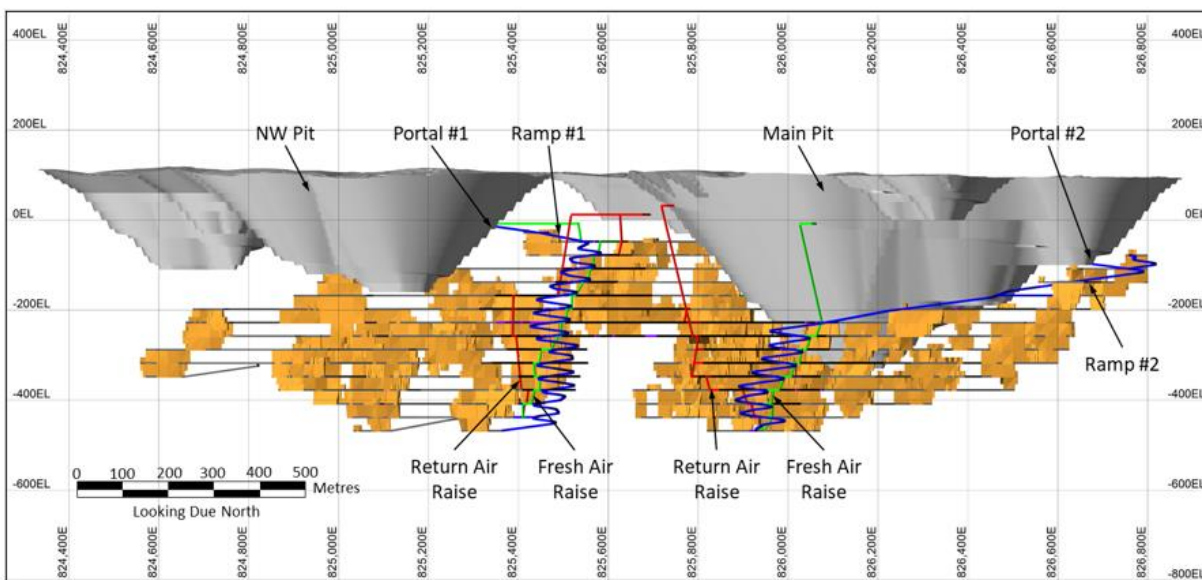 400EL
400EL
824,400E
824,600E
824,800E
825,000E
825,200E
825,400E
825,600E
825,800E
826,000E
826,200E
826,400E
826,600E
826,800E
200EL
200EL
NW Pit
Portal #1
Ramp #1
Main Pit
Portal #2
0EL
0EL
-200EL
-200EL
Ramp #2
-400EL
-400EL
Return Air
Raise
Fresh Air
Raise
Return Air
Raise
Fresh Air
Raise
0 100 200 300 400 500
Metres
Looking Due North
-600EL
-600EL
824,400E
824,600E
824,800E
825,000E
825,200E
825,400E
825,600E
825,800E
826,000E
826,200E
826,400E
826,600E
826,800E
-800EL